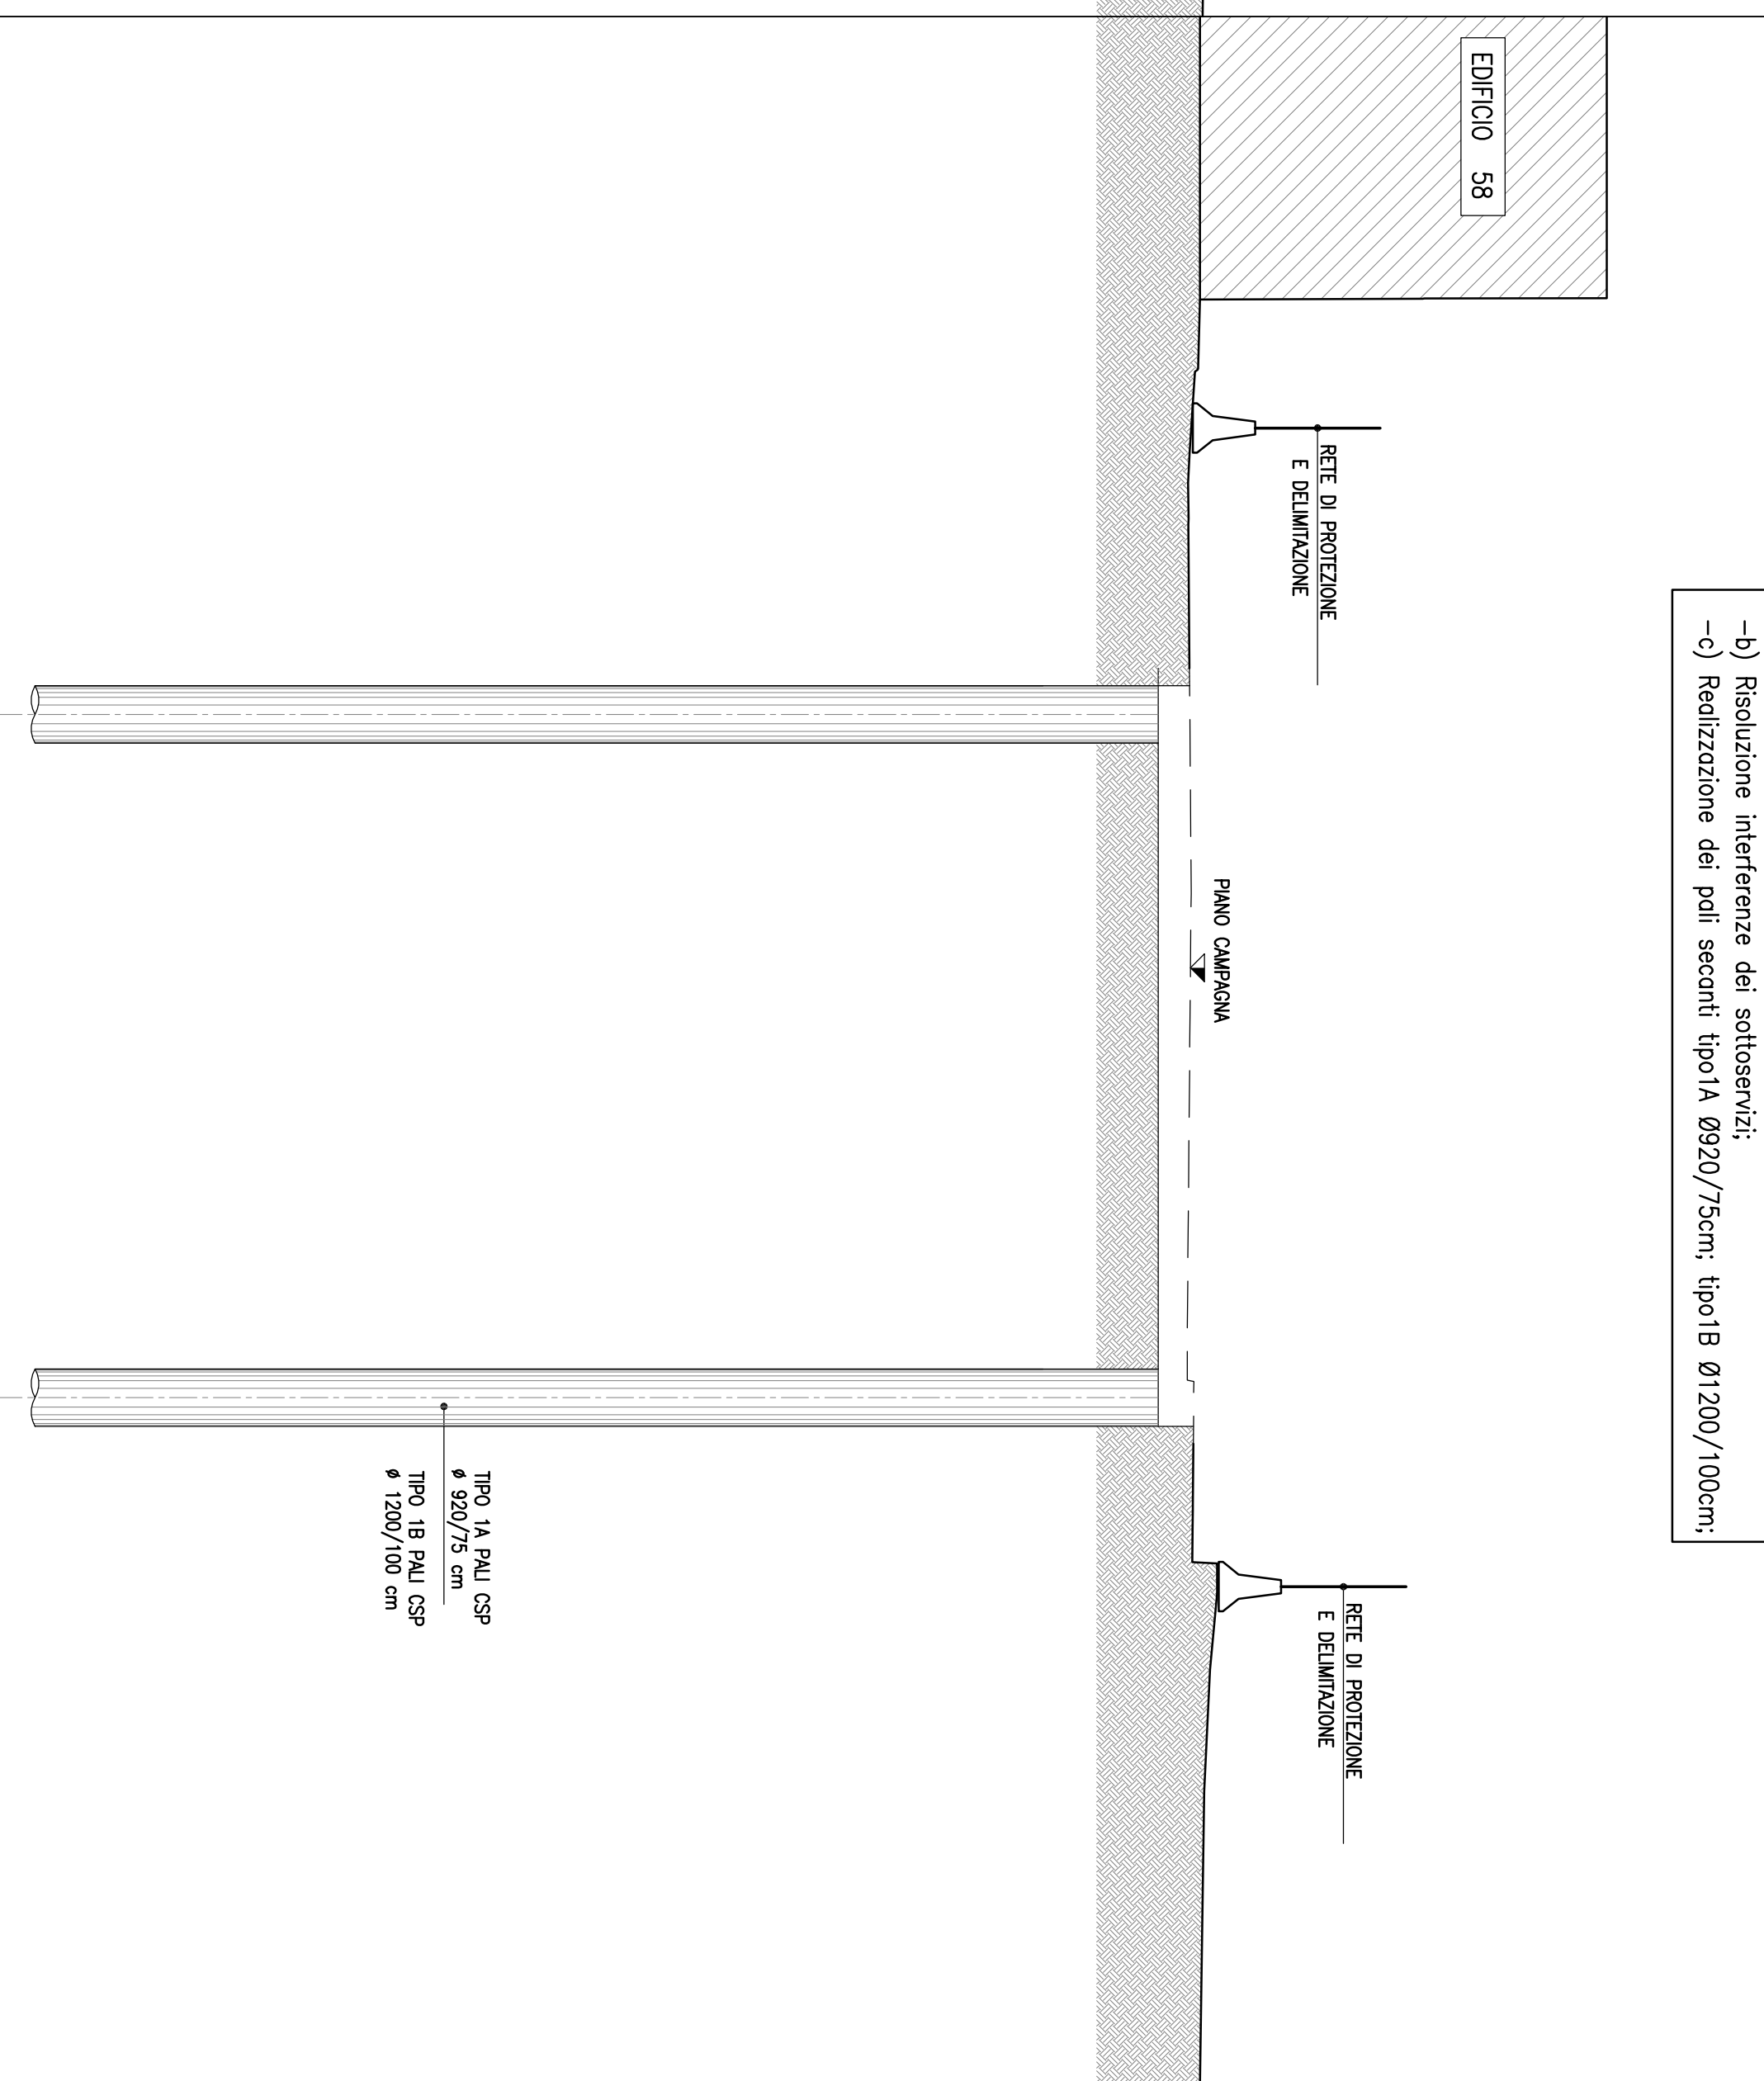 -b) Risoluzione interferenze dei sottoservizi;
-c) Realizzazione dei pali secanti tipo1A Ø920/75cm; tipo1B Ø1200/100cm;
EDIFICIO 58
RETE DI PROTEZIONE
E DELIMITAZIONE
RETE DI PROTEZIONE
E DELIMITAZIONE
PIANO CAMPAGNA
TIPO 1A PALI CSP
ø 920/75 cm
TIPO 1B PALI CSP
ø 1200/100 cm